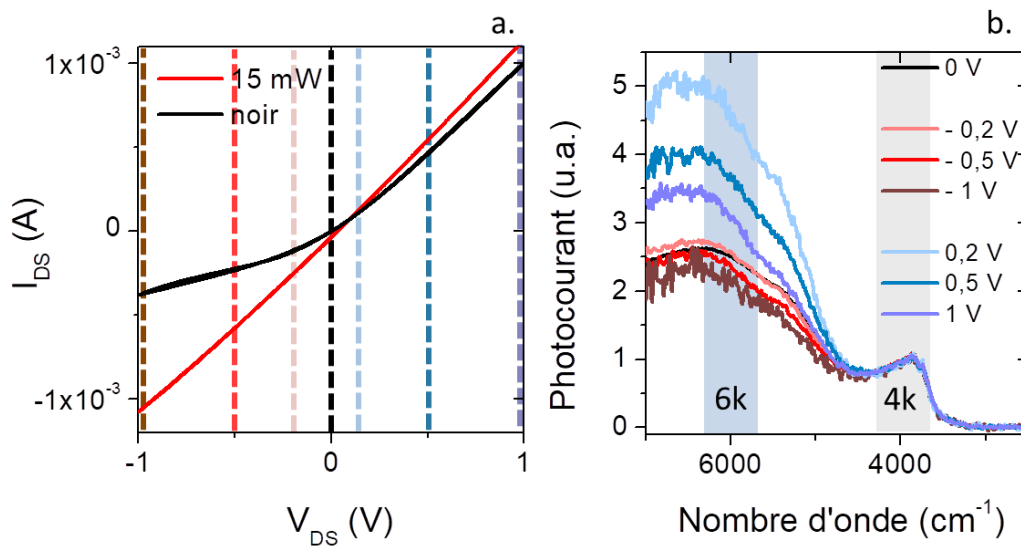 a.
1x10⁻³
0
-1x10⁻³
I_DS (A)
15 mW
noir
-1
0
1
V_DS (V)
b.
5
4
3
2
1
0
Photocourant (u.a.)
0 V
- 0,2 V
- 0,5 V
- 1 V
0,2 V
0,5 V
1 V
6k
4k
6000
4000
Nombre d'onde (cm⁻¹)